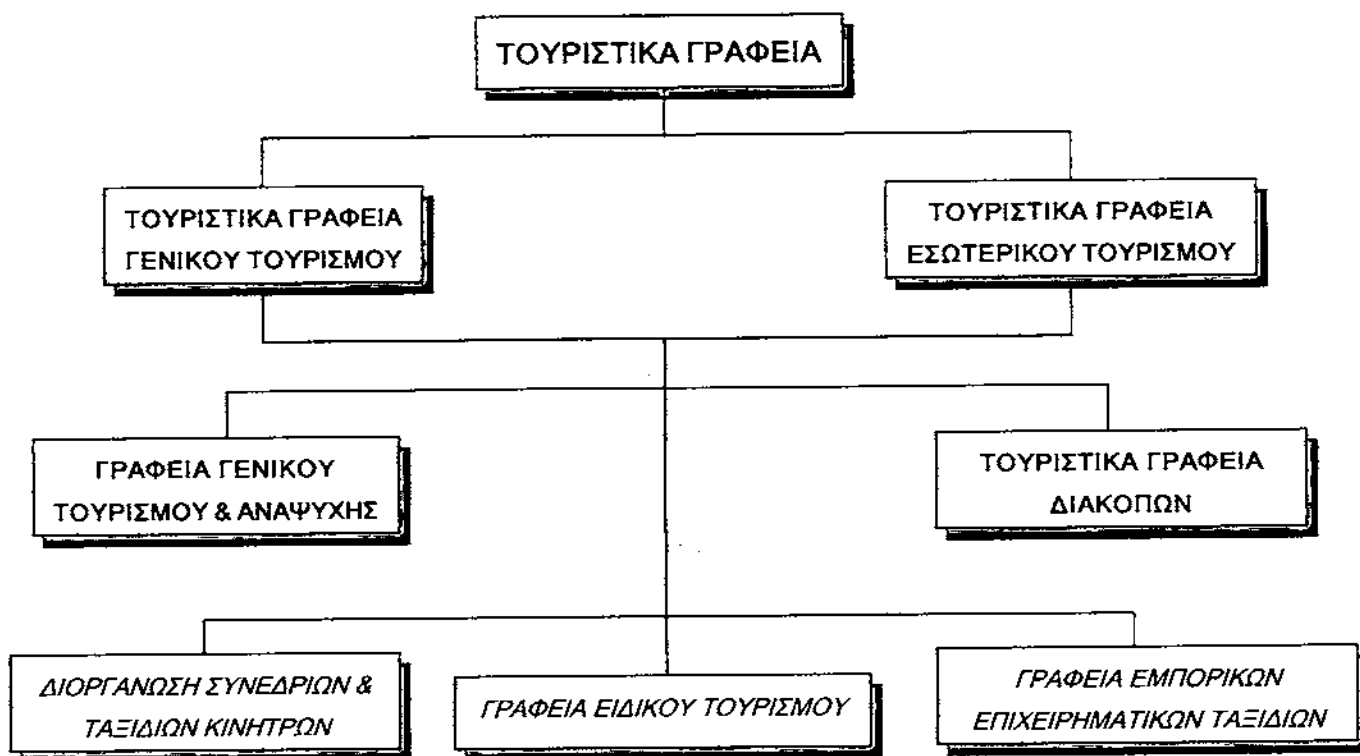 ΤΟΥΡΙΣΤΙΚΑ ΓΡΑΦΕΙΑ
ΤΟΥΡΙΣΤΙΚΑ ΓΡΑΦΕΙΑ
ΓΕΝΙΚΟΥ ΤΟΥΡΙΣΜΟΥ
ΤΟΥΡΙΣΤΙΚΑ ΓΡΑΦΕΙΑ
ΕΣΩΤΕΡΙΚΟΥ ΤΟΥΡΙΣΜΟΥ
ΓΡΑΦΕΙΑ ΓΕΝΙΚΟΥ
ΤΟΥΡΙΣΜΟΥ & ΑΝΑΨΥΧΗΣ
ΤΟΥΡΙΣΤΙΚΑ ΓΡΑΦΕΙΑ
ΔΙΑΚΟΠΩΝ
ΔΙΟΡΓΑΝΩΣΗ ΣΥΝΕΔΡΙΩΝ &
ΤΑΞΙΔΙΩΝ ΚΙΝΗΤΡΩΝ
ΓΡΑΦΕΙΑ ΕΙΔΙΚΟΥ ΤΟΥΡΙΣΜΟΥ
ΓΡΑΦΕΙΑ ΕΜΠΟΡΙΚΩΝ
ΕΠΙΧΕΙΡΗΜΑΤΙΚΩΝ ΤΑΞΙΔΙΩΝ